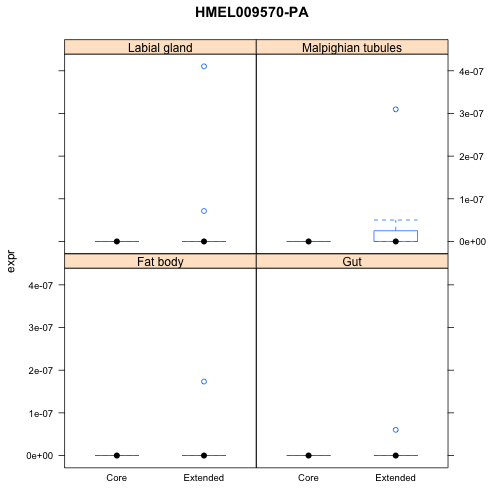 HMEL009570-PA
Labial gland
Malpighian tubules
4e-07
3e-07
2e-07
1e-07
0e+00
expr
Fat body
Gut
4e-07
3e-07
2e-07
1e-07
0e+00
Core
Extended
Core
Extended